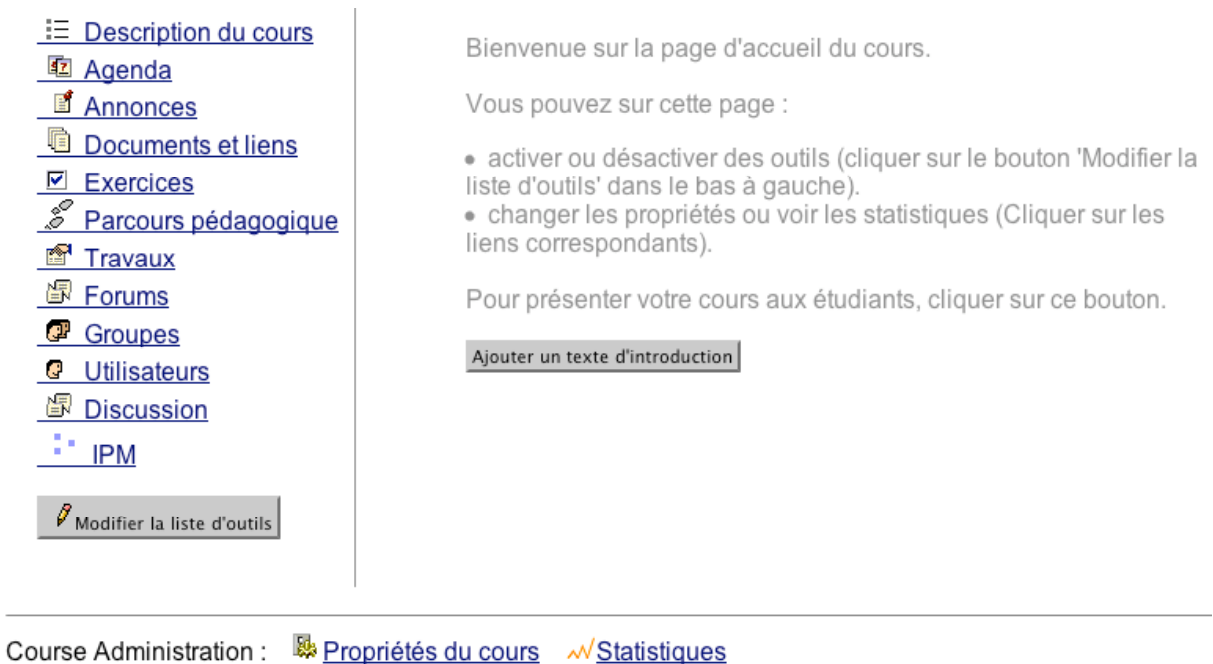 Description du cours
Agenda
Annonces
Documents et liens
Exercices
Parcours pédagogique
Travaux
Forums
Groupes
Utilisateurs
Discussion
IPM
Modifier la liste d'outils
Bienvenue sur la page d'accueil du cours.
Vous pouvez sur cette page :
• activer ou désactiver des outils (cliquer sur le bouton 'Modifier la
liste d'outils' dans le bas à gauche).
• changer les propriétés ou voir les statistiques (Cliquer sur les
liens correspondants).
Pour présenter votre cours aux étudiants, cliquer sur ce bouton.
Ajouter un texte d'introduction
Course Administration : Propriétés du cours Statistiques